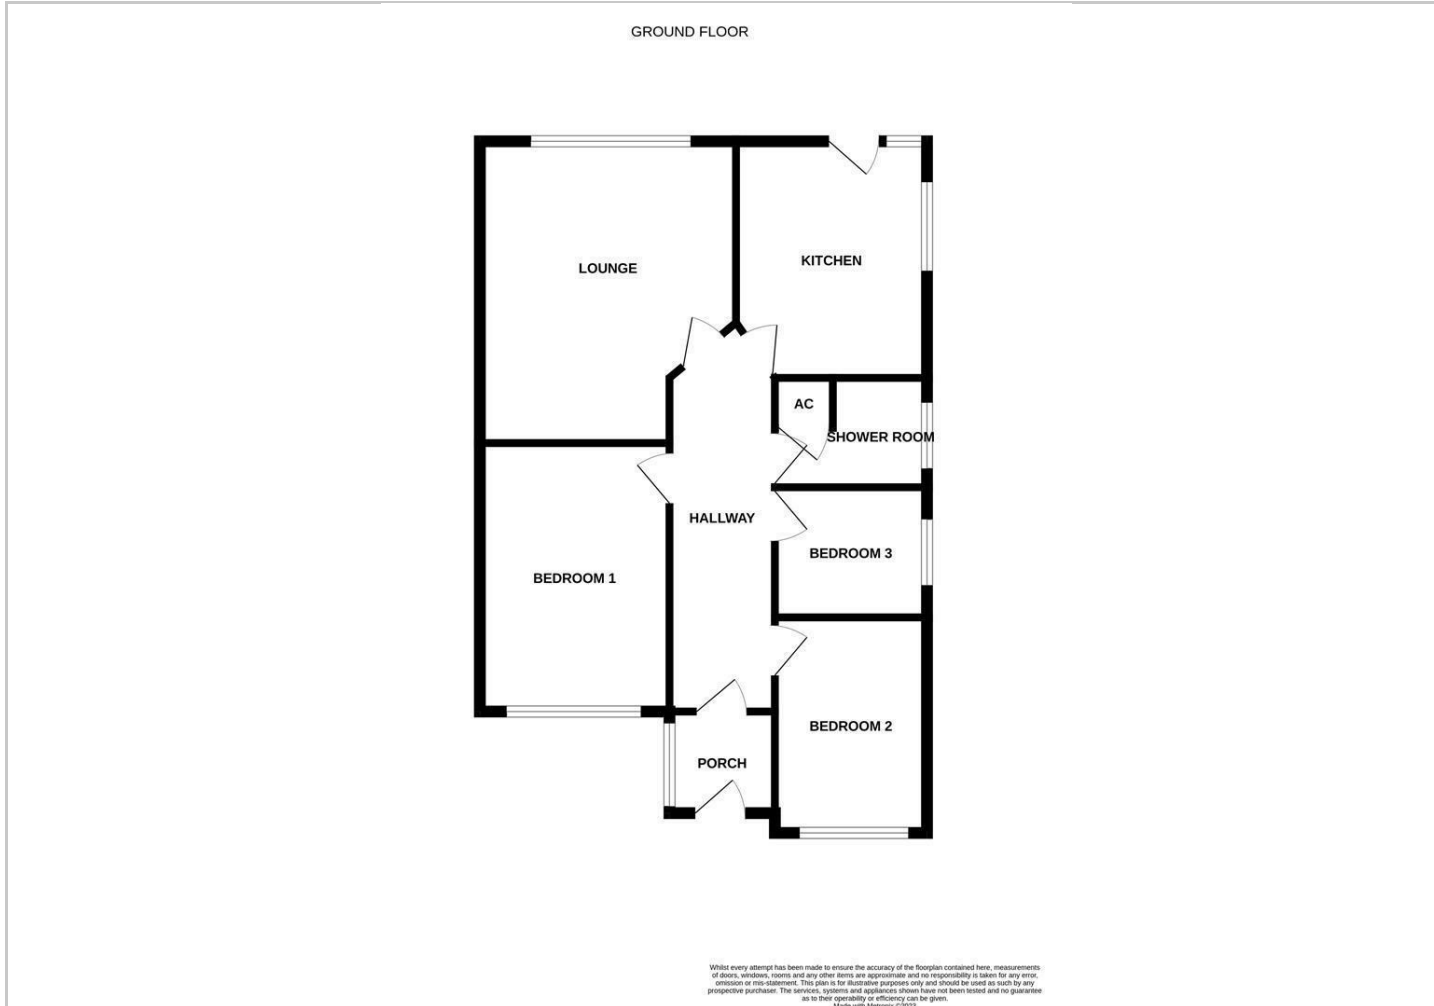 GROUND FLOOR
LOUNGE
KITCHEN
AC
SHOWER ROOM
HALLWAY
BEDROOM 3
BEDROOM 1
BEDROOM 2
PORCH
Whilst every attempt has been made to ensure the accuracy of the floorplan contained here, measurements
of doors, windows, rooms and any other items are approximate and no responsibility is taken for any error,
omission or mis-statement. This plan is for illustrative purposes only and should be used as such by any
prospective purchaser. The services, systems and appliances shown have not been tested and no guarantee
as to their operability or efficiency can be given.
Made with Metropix ©2023